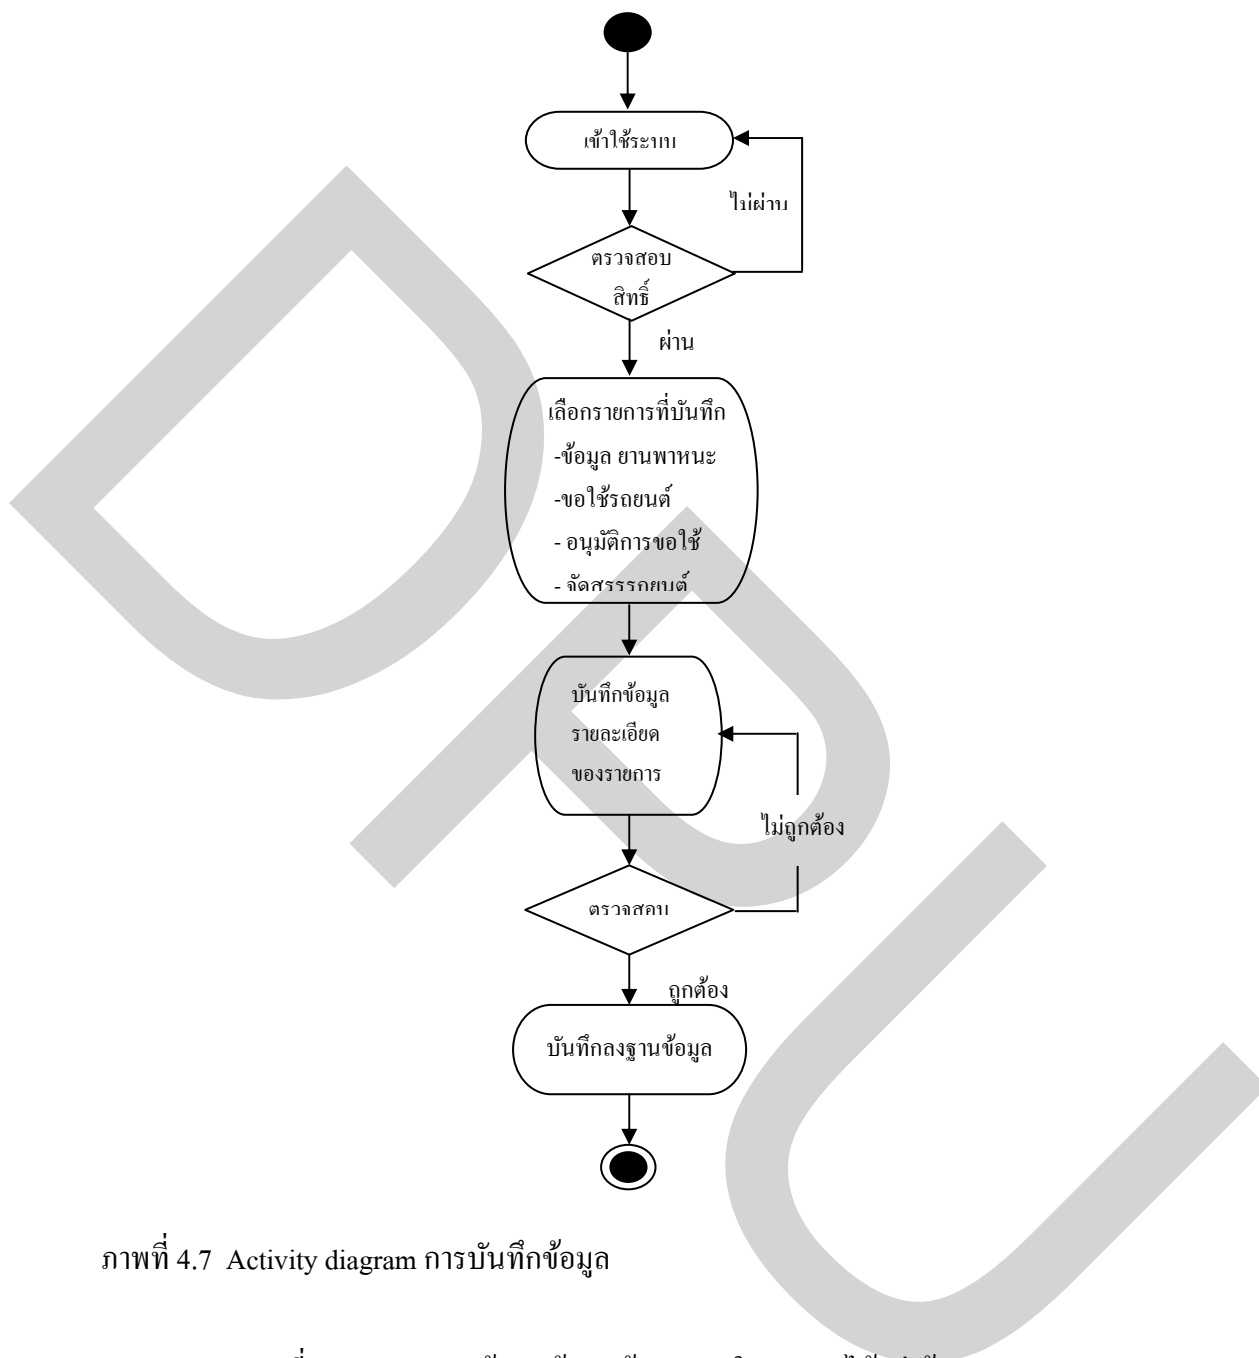 เข้าใช้ระบบ
ไม่ผ่าน
ตรวจสอบ
สิทธิ์
ผ่าน
เลือกรายการที่บันทึก
-ข้อมูล ยานพาหนะ
-ขอใช้รถยนต์
- อนุมัติการขอใช้
- จัดสรรรถยนต์
บันทึกข้อมูล
รายละเอียด
ของรายการ
ไม่ถูกต้อง
ตรวจสอบ
ถูกต้อง
บันทึกลงฐานข้อมูล
ภาพที่ 4.7 Activity diagram การบันทึกข้อมูล
DPU